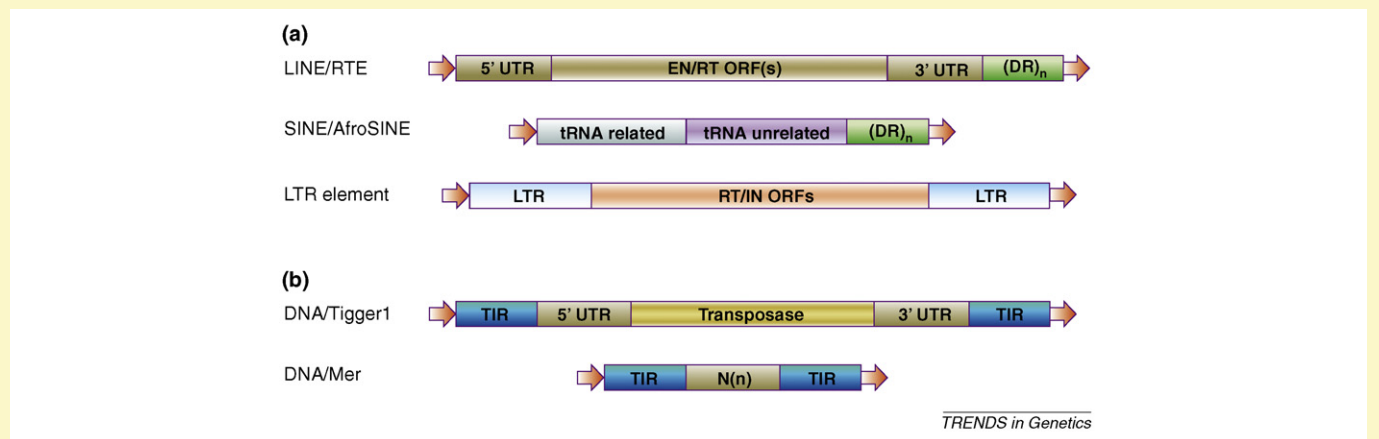 (a)
LINE/RTE 5' UTR EN/RT ORF(s) 3' UTR (DR)n
SINE/AfroSINE tRNA related tRNA unrelated (DR)n
LTR element LTR RT/IN ORFs LTR
(b)
DNA/Tigger1 TIR 5' UTR Transposase 3' UTR TIR
DNA/Mer TIR N(n) TIR
TRENDS in Genetics